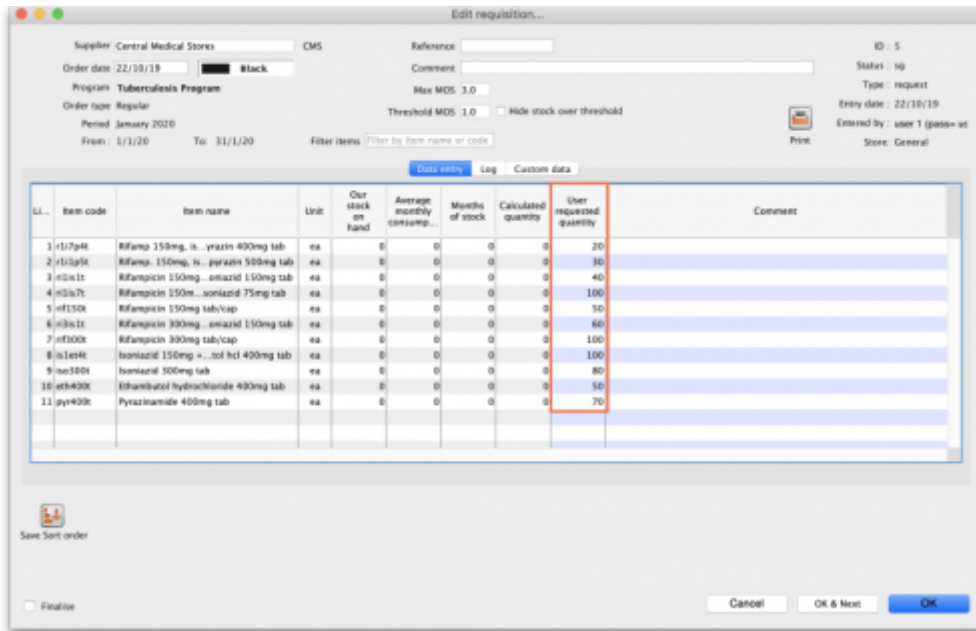 Edit requisition...
Supplier Central Medical Stores CMS Reference ID : 5
Order date 22/10/19 Black Comment Status : sg
Program Tuberculosis Program Max MOS 3.0 Type : request
Order type Regular Threshold MOS 1.0 Hide stock over threshold Entry date : 22/10/19
Period January 2020 Entered by : user 1 (pass= ut
From : 1/1/20 To: 31/1/20 Filter items Filter by item name or code Print Store: General
Data entry Log Custom data
Li... Item code Item name Unit Our stock on hand Average monthly consump... Months of stock Calculated quantity User requested quantity Comment
1 Rifamp 150mg, is...yrazin 400mg tab ea 0 0 0 0 20
2 Rifamp. 150mg, is...pyrazin 500mg tab ea 0 0 0 0 30
3 Rifampicin 150mg...oniazid 150mg tab ea 0 0 0 0 40
4 Rifampicin 150m...soniazid 75mg tab ea 0 0 0 0 100
5 rif150t Rifampicin 150mg tab/cap ea 0 0 0 0 50
6 Rifampicin 300mg...oniazid 150mg tab ea 0 0 0 0 60
7 rif300t Rifampicin 300mg tab/cap ea 0 0 0 0 100
8 is1et4t Isoniazid 150mg +...tol hcl 400mg tab ea 0 0 0 0 100
9 iso300t Isoniazid 300mg tab ea 0 0 0 0 80
10 eth400t Ethambutol hydrochloride 400mg tab ea 0 0 0 0 50
11 pyr400t Pyrazinamide 400mg tab ea 0 0 0 0 70
Save Sort order
Finalise Cancel OK & Next OK